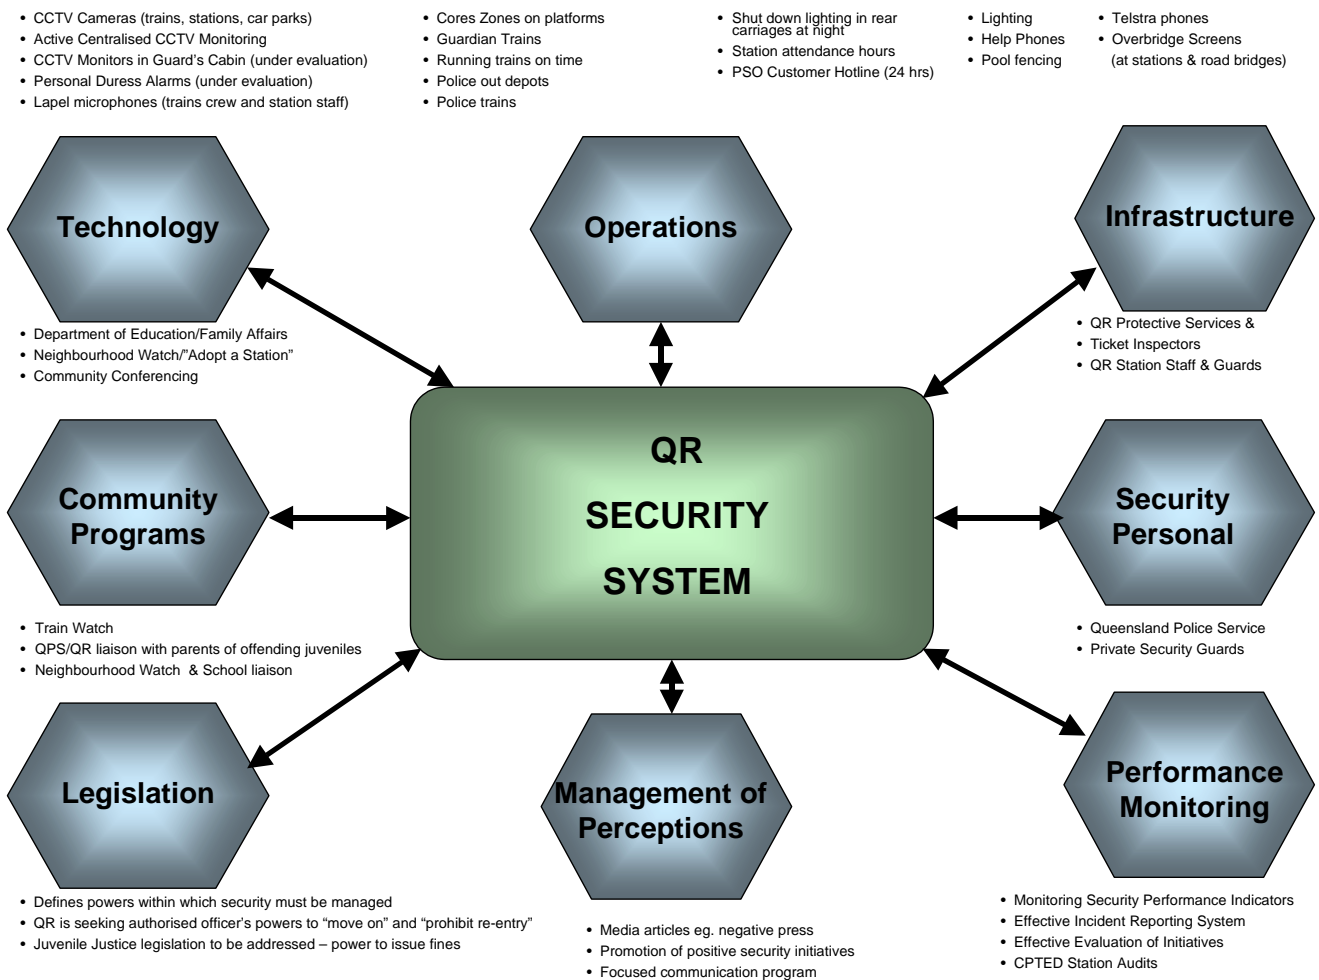 • CCTV Cameras (trains, stations, car parks)
• Active Centralised CCTV Monitoring
• CCTV Monitors in Guard's Cabin (under evaluation)
• Personal Duress Alarms (under evaluation)
• Lapel microphones (trains crew and station staff)
• Cores Zones on platforms
• Guardian Trains
• Running trains on time
• Police out depots
• Police trains
• Shut down lighting in rear
carriages at night
• Station attendance hours
• PSO Customer Hotline (24 hrs)
• Lighting
• Help Phones
• Pool fencing
• Telstra phones
• Overbridge Screens
(at stations & road bridges)
Technology
Operations
Infrastructure
• Department of Education/Family Affairs
• Neighbourhood Watch/”Adopt a Station”
• Community Conferencing
• QR Protective Services &
• Ticket Inspectors
• QR Station Staff & Guards
Community
Programs
QR
SECURITY
SYSTEM
Security
Personal
• Train Watch
• QPS/QR liaison with parents of offending juveniles
• Neighbourhood Watch & School liaison
• Queensland Police Service
• Private Security Guards
Legislation
Management of
Perceptions
Performance
Monitoring
• Defines powers within which security must be managed
• QR is seeking authorised officer's powers to “move on” and “prohibit re-entry”
• Juvenile Justice legislation to be addressed – power to issue fines
• Media articles eg. negative press
• Promotion of positive security initiatives
• Focused communication program
• Monitoring Security Performance Indicators
• Effective Incident Reporting System
• Effective Evaluation of Initiatives
• CPTED Station Audits